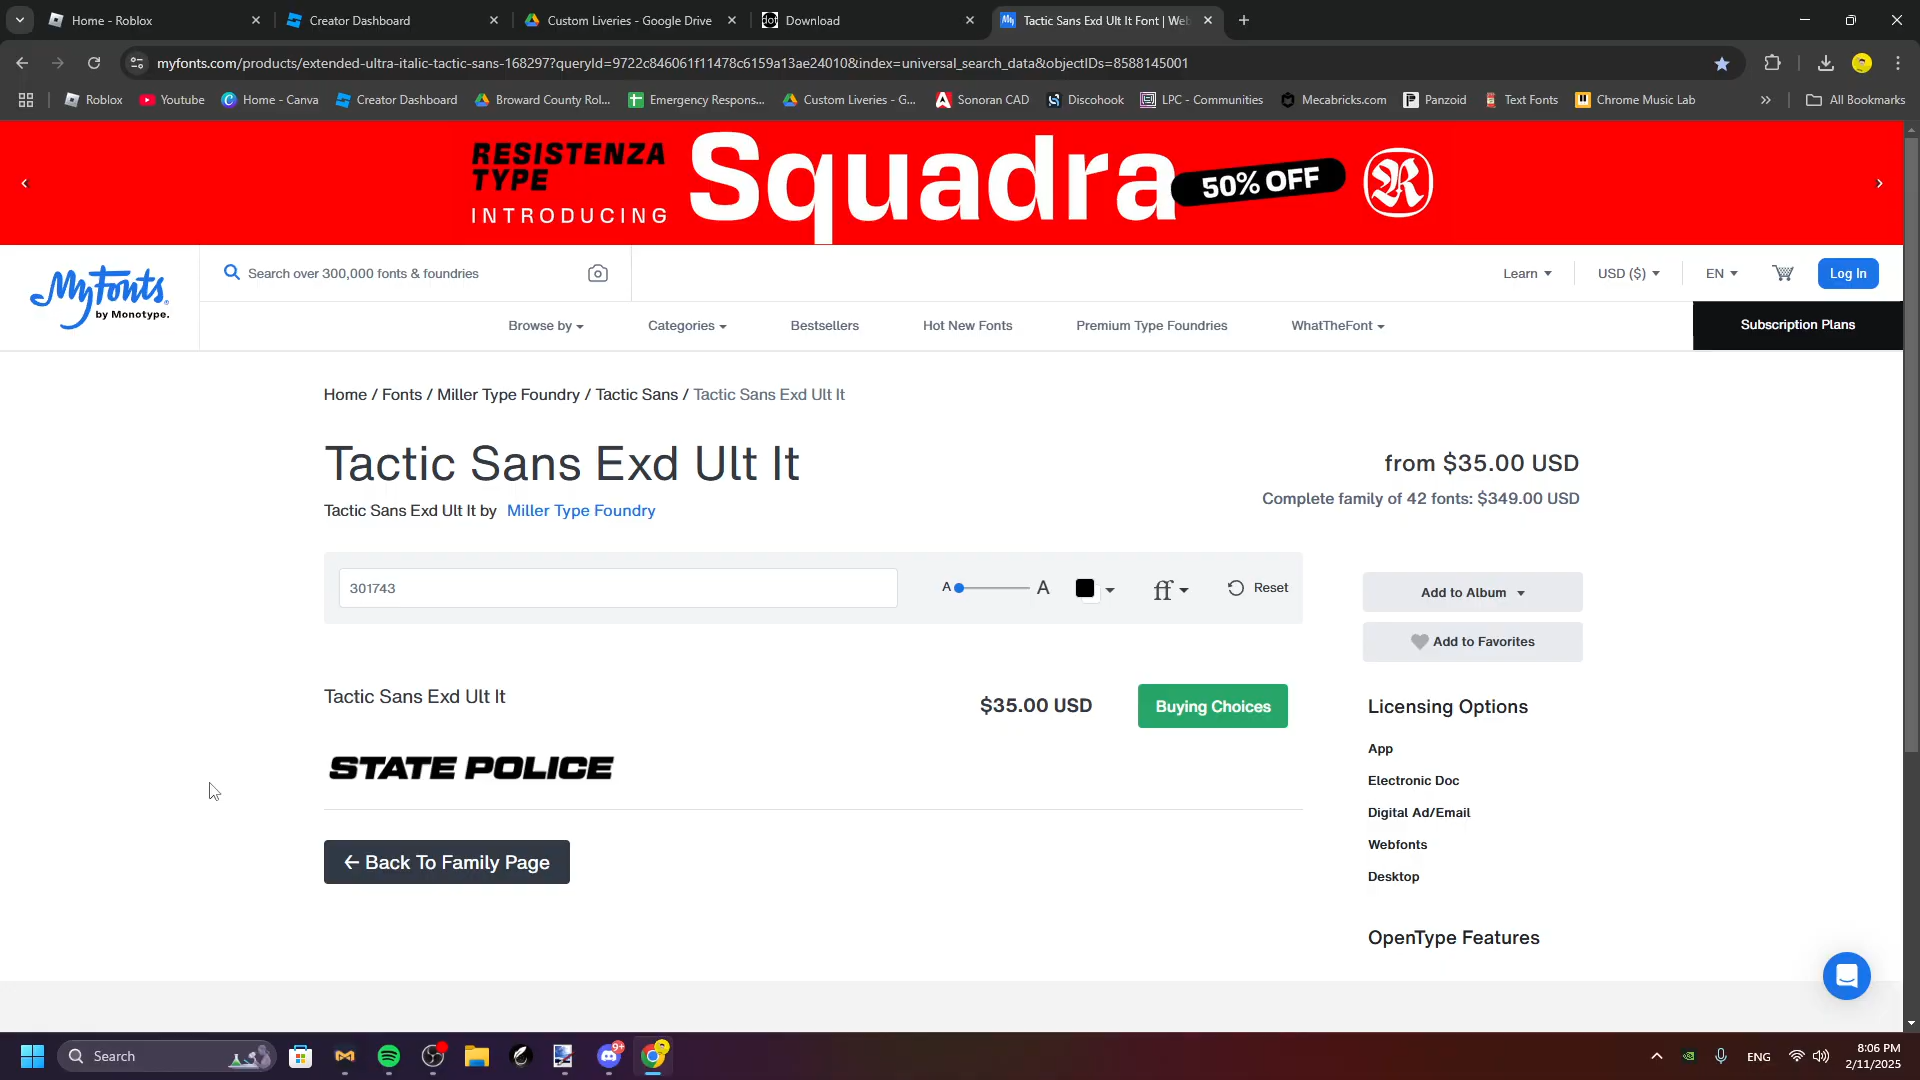 Home - Roblox
Creator Dashboard
Custom Liveries - Google Drive
dot
Download
My
Tactic Sans Exd Ult It Font | Web
myfonts.com/products/extended-ultra-italic-tactic-sans-168297?queryId=9722c846061f11478c6159a13ae24010&index=universal_search_data&objectIDs=8588145001
Roblox
Youtube
Home - Canva
Creator Dashboard
Broward County Rol...
Emergency Respons...
Custom Liveries - G...
Sonoran CAD
Discohook
LPC - Communities
Mecabricks.com
Panzoid
Text Fonts
Chrome Music Lab
All Bookmarks
RESISTENZA
TYPE
INTRODUCING
Squadra
50% OFF
R
MyFonts
by Monotype.
Search over 300,000 fonts & foundries
Learn
USD ($)
EN
Log In
Browse by
Categories
Bestsellers
Hot New Fonts
Premium Type Foundries
WhatTheFont
Subscription Plans
Home / Fonts / Miller Type Foundry / Tactic Sans / Tactic Sans Exd Ult It
Tactic Sans Exd Ult It
from $35.00 USD
Complete family of 42 fonts: $349.00 USD
Tactic Sans Exd Ult It by Miller Type Foundry
301743
A
A
ff
Reset
Add to Album
Add to Favorites
Tactic Sans Exd Ult It
$35.00 USD
Buying Choices
STATE POLICE
Back To Family Page
Licensing Options
App
Electronic Doc
Digital Ad/Email
Webfonts
Desktop
OpenType Features
Search
9+
ENG
8:06 PM
2/11/2025